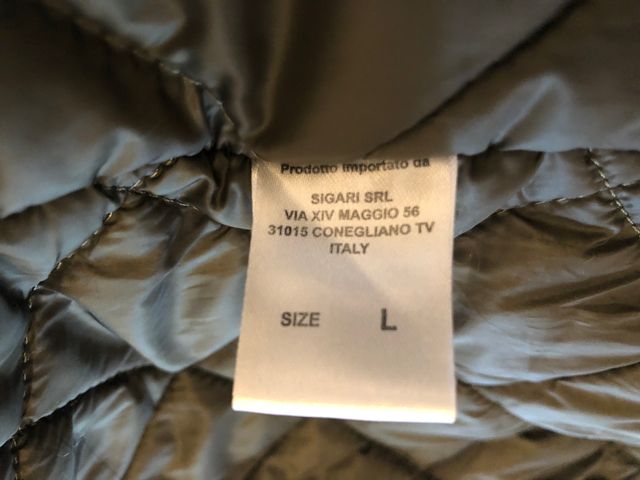 Prodotto importato da
SIGARI SRL
VIA XIV MAGGIO 56
31015 CONEGLIANO TV
ITALY
SIZE L